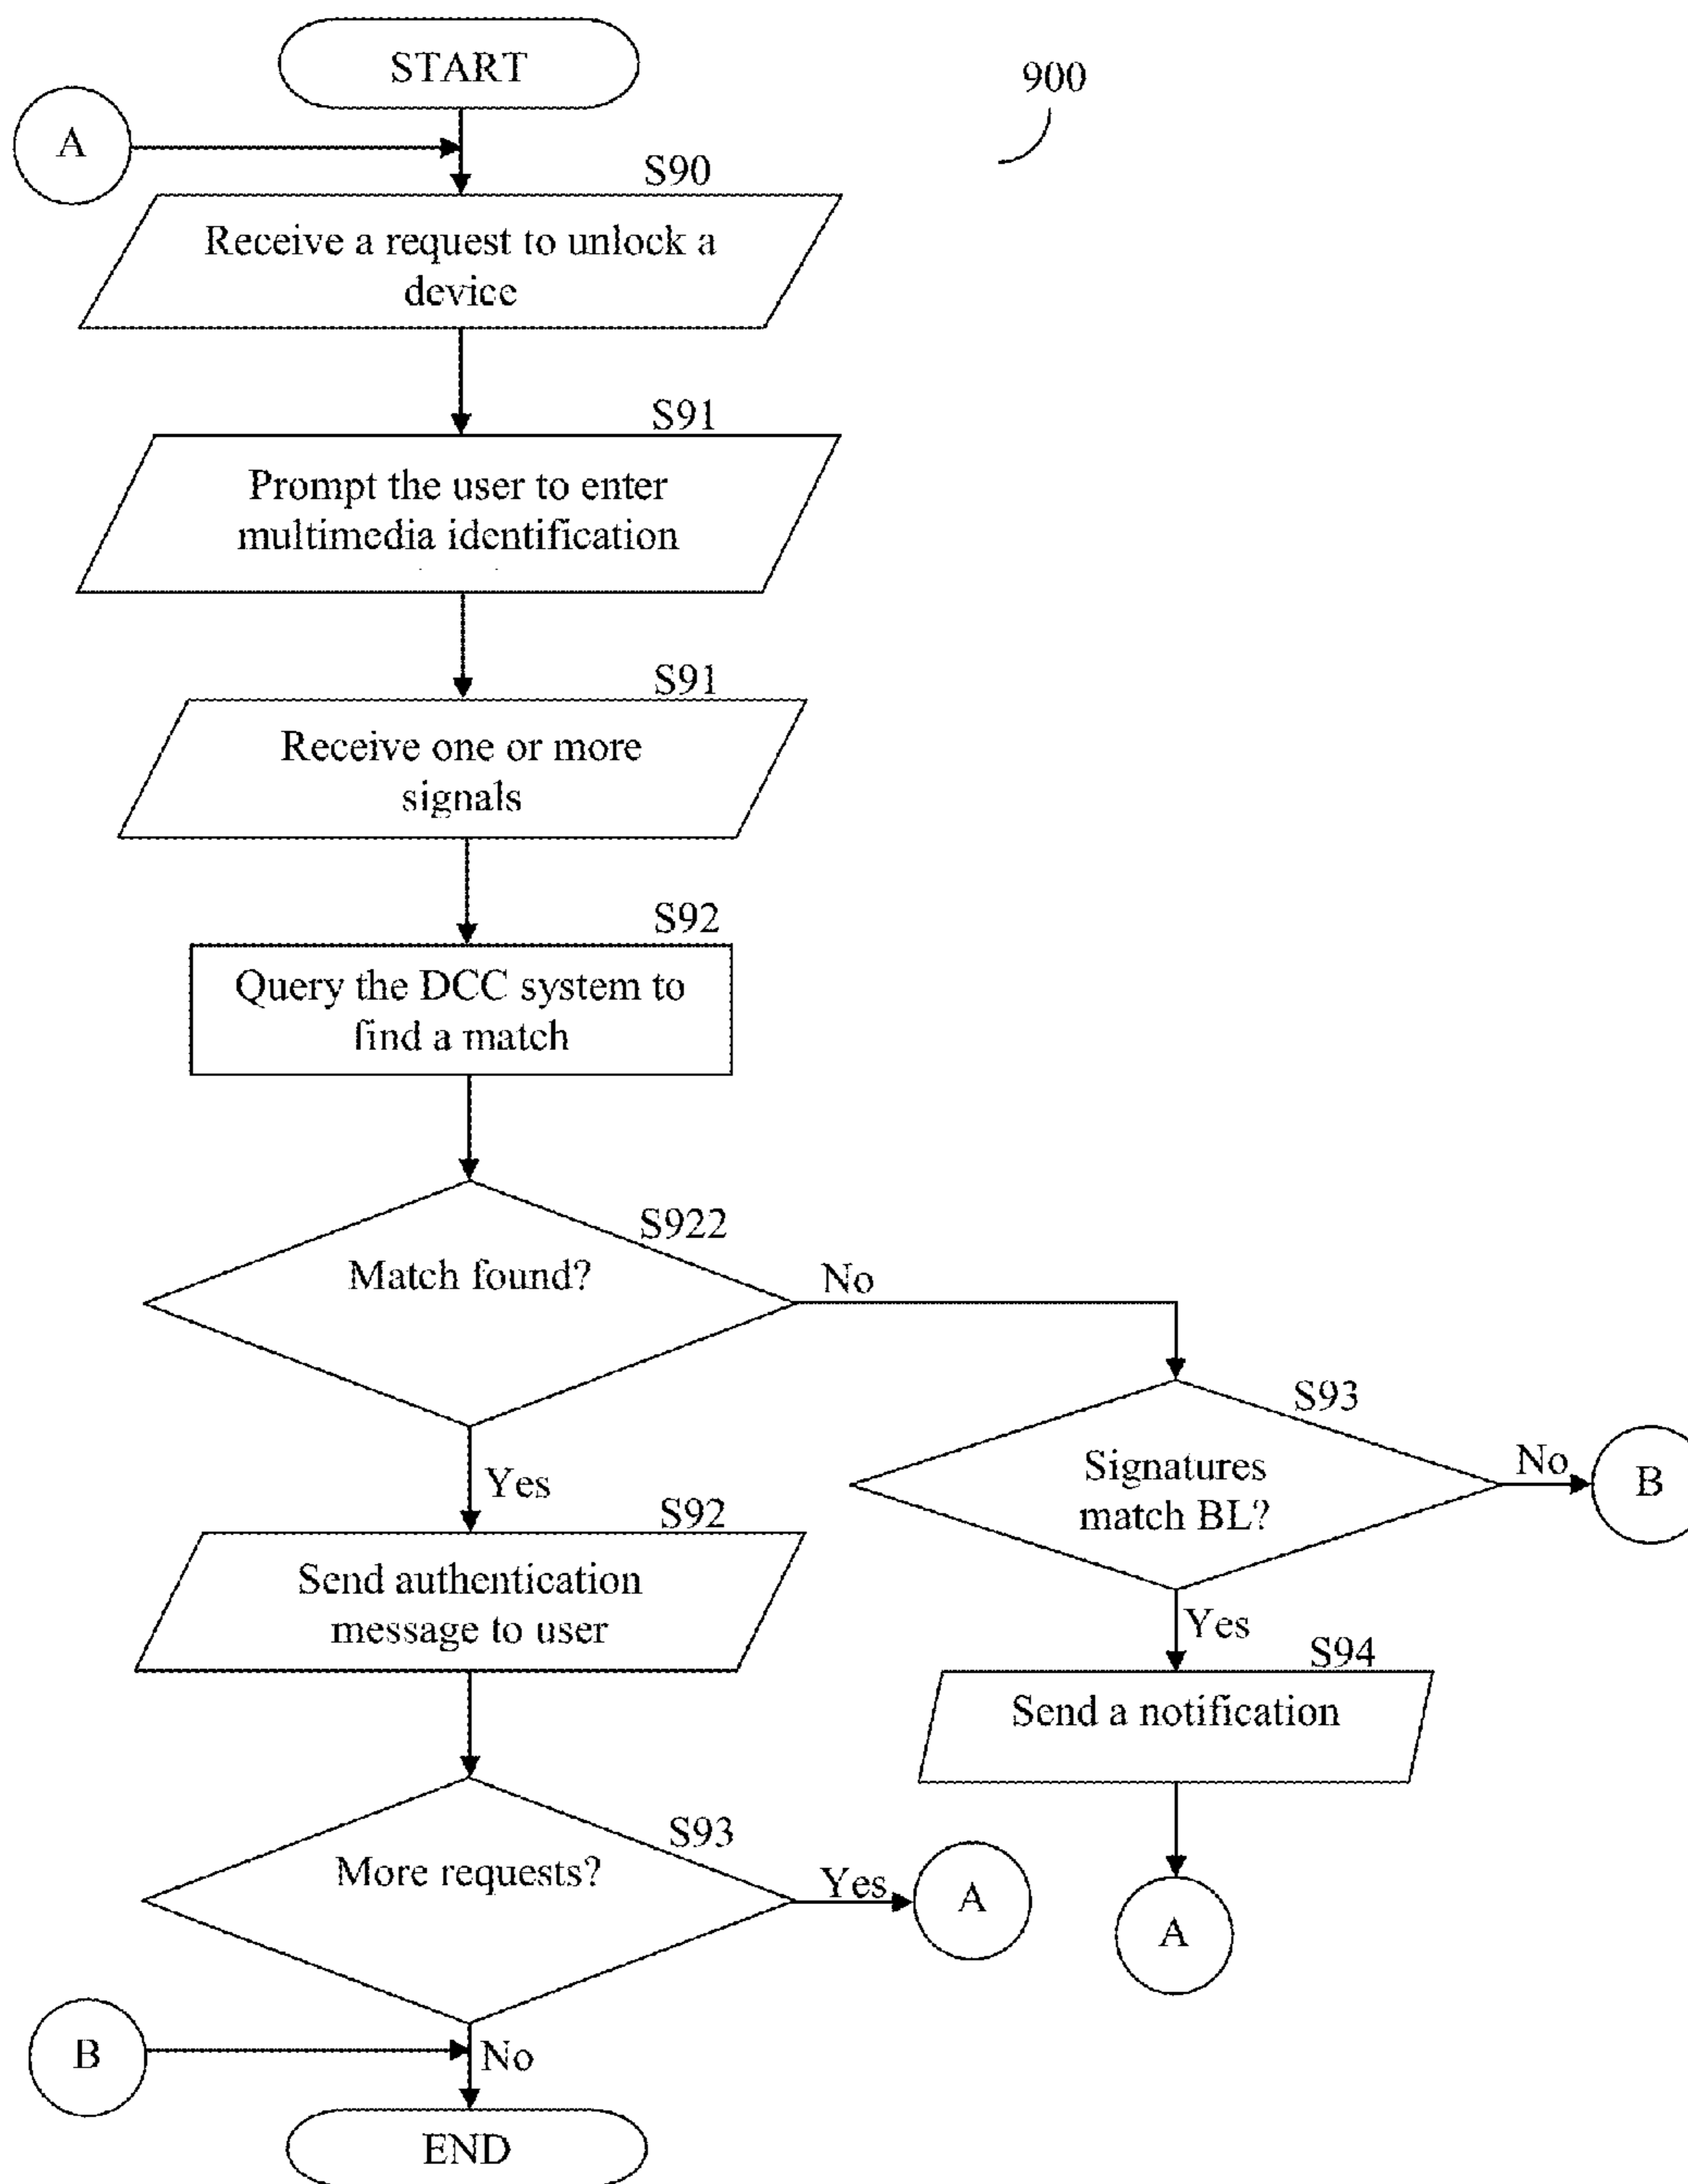 START
900
A
S90
Receive a request to unlock a
device
S91
Prompt the user to enter
multimedia identification
S91
Receive one or more
signals
S92
Query the DCC system to
find a match
S922
Match found?
No
S93
Signatures
match BL?
No
B
Yes
S92
Send authentication
message to user
Yes
S94
Send a notification
S93
More requests?
Yes
A
A
B
No
END